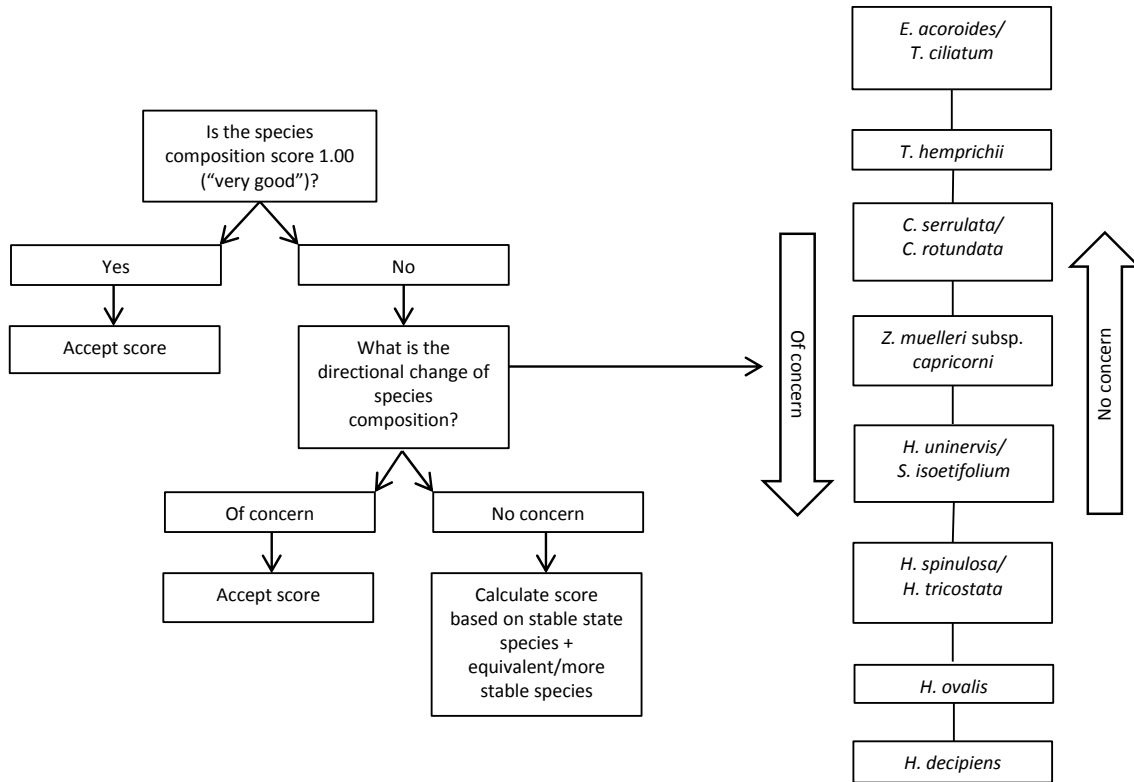 Is the species
composition score 1.00
(“very good”)?
Yes
No
Accept score
What is the
directional change of
species
composition?
Of concern
No concern
Accept score
Calculate score
based on stable state
species +
equivalent/more
stable species
Of concern
E. acoroides/
T. ciliatum
T. hemprichii
C. serrulata/
C. rotundata
Z. muelleri subsp.
capricorni
H. uninervis/
S. isoetifolium
H. spinulosa/
H. tricostata
H. ovalis
H. decipiens
No concern